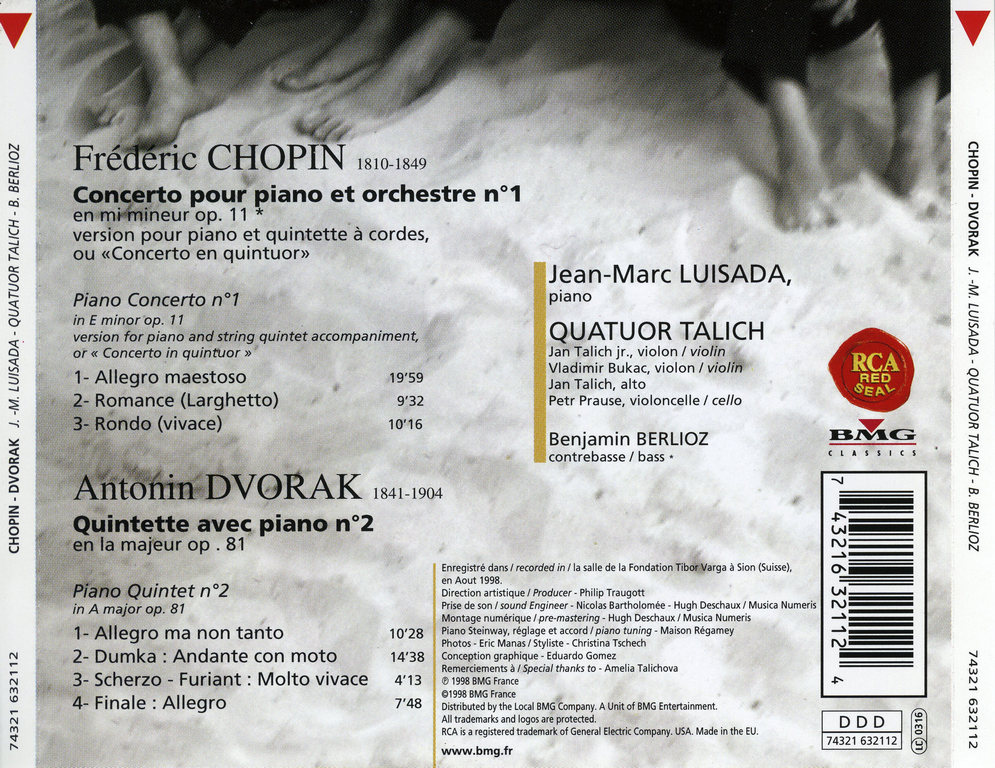 CHOPIN - DVORAK J. -M. LUISADA - QUATUOR TALICH - B. BERLIOZ
74321 632112
Frédéric CHOPIN 1810-1849
Concerto pour piano et orchestre n°1
en mi mineur op. 11 *
version pour piano et quintette à cordes,
ou «Concerto en quintuor»
Piano Concerto n°1
in E minor op. 11
version for piano and string quintet accompaniment,
or « Concerto in quintuor »
1- Allegro maestoso 19'59
2- Romance (Larghetto) 9'32
3- Rondo (vivace) 10'16
Antonin DVORAK 1841-1904
Quintette avec piano n°2
en la majeur op . 81
Piano Quintet n°2
in A major op. 81
1- Allegro ma non tanto 10'28
2- Dumka : Andante con moto 14'38
3- Scherzo - Furiant : Molto vivace 4'13
4- Finale : Allegro 7'48
Jean-Marc LUISADA,
piano
QUATUOR TALICH
Jan Talich jr., violon / violin
Vladimir Bukac, violon / violin
Jan Talich, alto
Petr Prause, violoncelle / cello
Benjamin BERLIOZ
contrebasse / bass *
Enregistré dans / recorded in / la salle de la Fondation Tibor Varga à Sion (Suisse),
en Aout 1998.
Direction artistique / Producer - Philip Traugott
Prise de son / sound Engineer - Nicolas Bartholomée - Hugh Deschaux / Musica Numeris
Montage numérique / pre-mastering - Hugh Deschaux / Musica Numeris
Piano Steinway, réglage et accord / piano tuning - Maison Régamey
Photos - Eric Manas / Styliste - Christina Tschech
Conception graphique - Eduardo Gomez
Remerciements à / Special thanks to - Amelia Talichova
℗ 1998 BMG France
©1998 BMG France
Distributed by the Local BMG Company. A Unit of BMG Entertainment.
All trademarks and logos are protected.
RCA is a registered trademark of General Electric Company. USA. Made in the EU.
www.bmg.fr
RCA
RED
SEAL
BMG
CLASSICS
7 43216 32112 4
DDD
74321 632112
31 0316
CHOPIN - DVORAK J. -M. LUISADA - QUATUOR TALICH - B. BERLIOZ
74321 632112